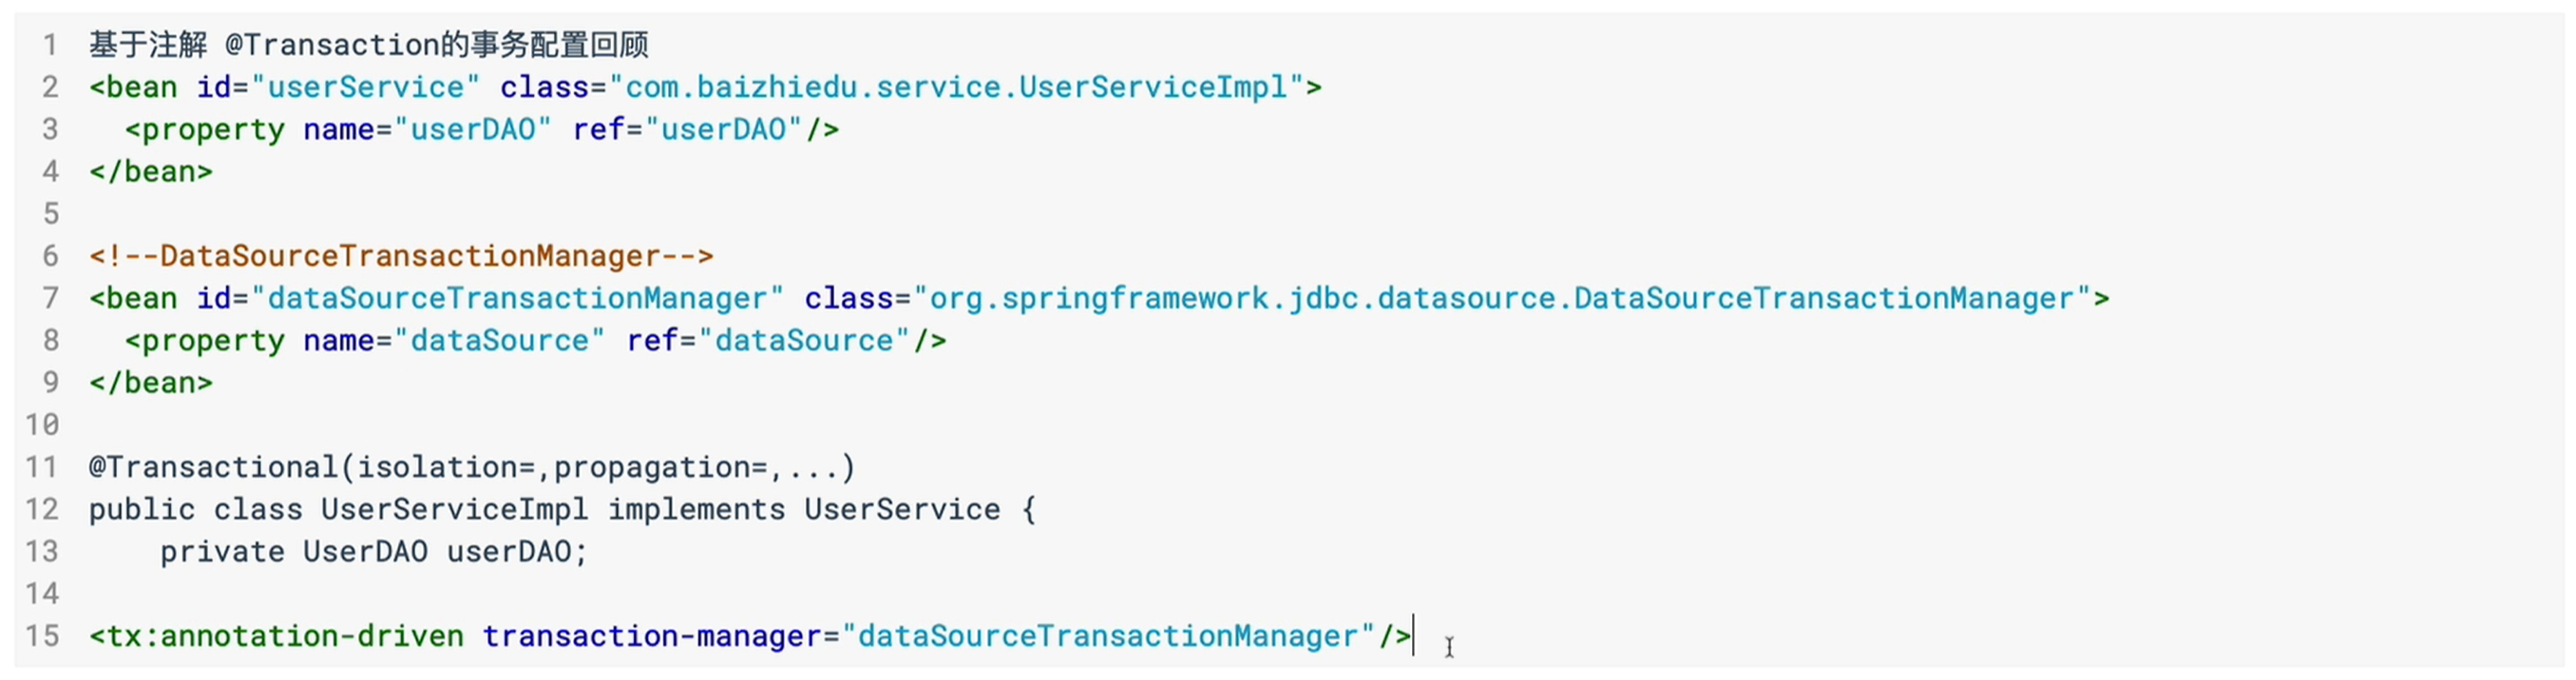 1 基于注解 @Transaction的事务配置回顾
2 <bean id="userService" class="com.baizhiedu.service.UserServiceImpl">
3   <property name="userDAO" ref="userDAO"/>
4 </bean>
5
6 <!--DataSourceTransactionManager-->
7 <bean id="dataSourceTransactionManager" class="org.springframework.jdbc.datasource.DataSourceTransactionManager">
8   <property name="dataSource" ref="dataSource"/>
9 </bean>
10
11 @Transactional(isolation=,propagation=,...)
12 public class UserServiceImpl implements UserService {
13     private UserDAO userDAO;
14
15 <tx:annotation-driven transaction-manager="dataSourceTransactionManager"/>